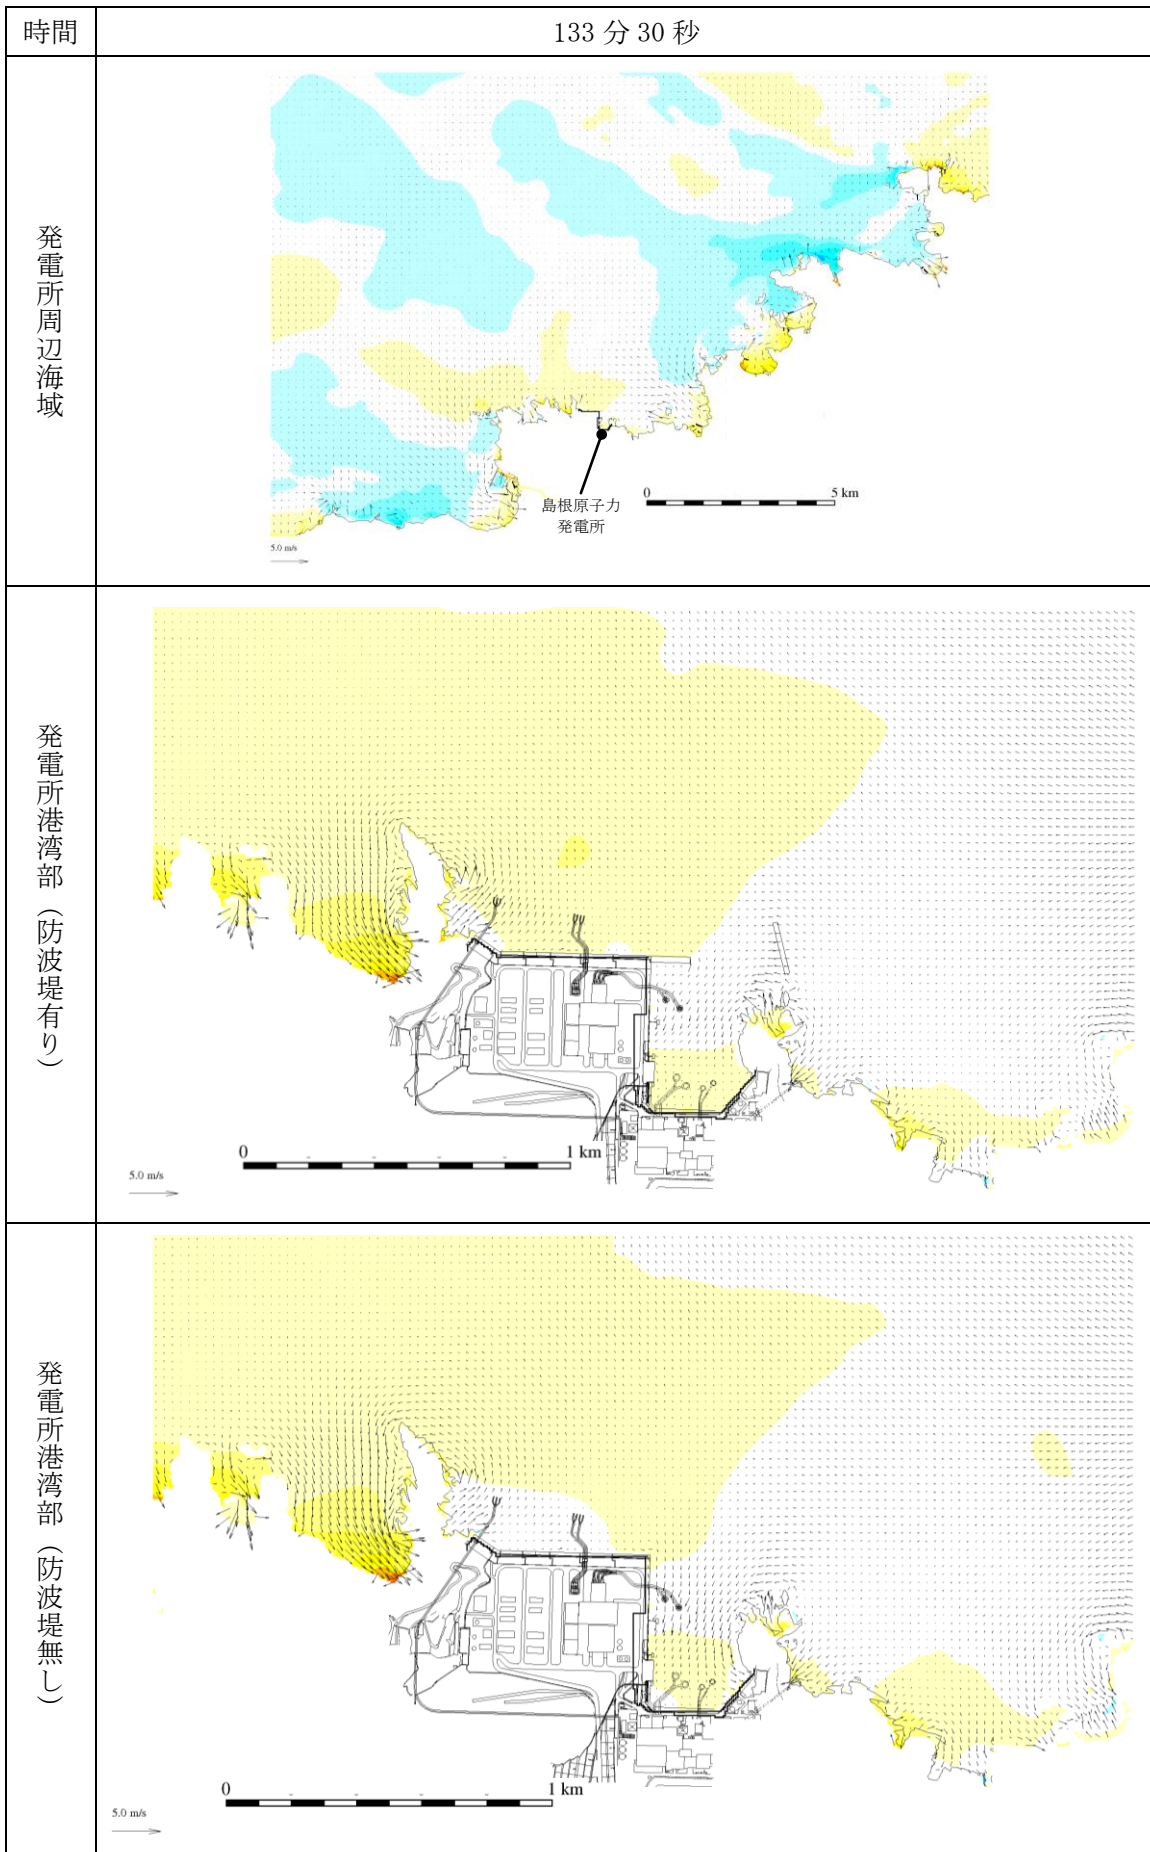 時間
133 分 30 秒
発電所周辺海域
島根原子力
発電所
0
5 km
5.0 m/s
発電所港湾部（防波堤有り）
0
1 km
5.0 m/s
発電所港湾部（防波堤無し）
0
1 km
5.0 m/s